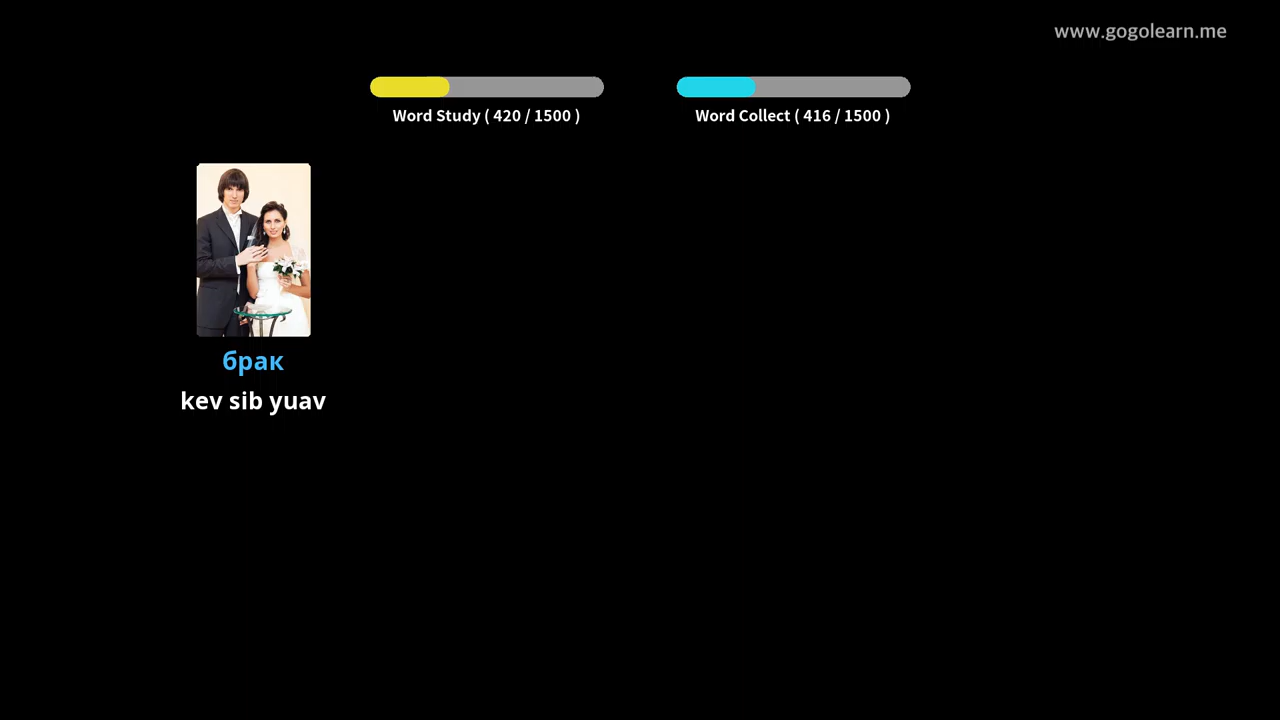 www.gogolearn.me
Word Study ( 420 / 1500 )
Word Collect ( 416 / 1500 )
брак
kev sib yuav